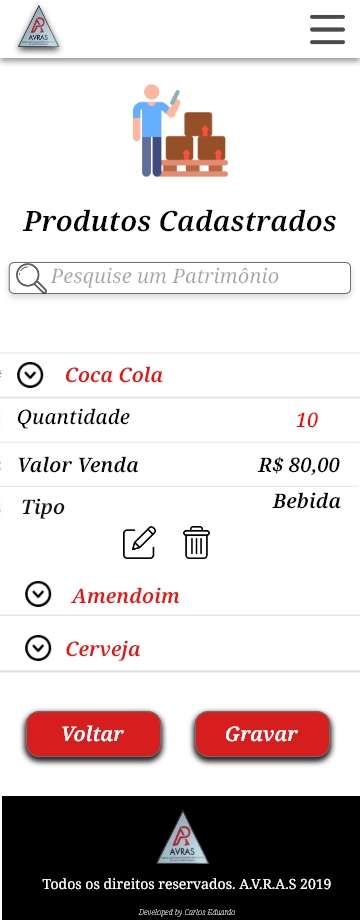 AVRAS
Produtos Cadastrados
Pesquise um Patrimônio
Coca Cola
Quantidade 10
Valor Venda R$ 80,00
Tipo Bebida
Amendoim
Cerveja
Voltar Gravar
AVRAS
Todos os direitos reservados. A.V.R.A.S 2019
Developed by Carlos Eduardo